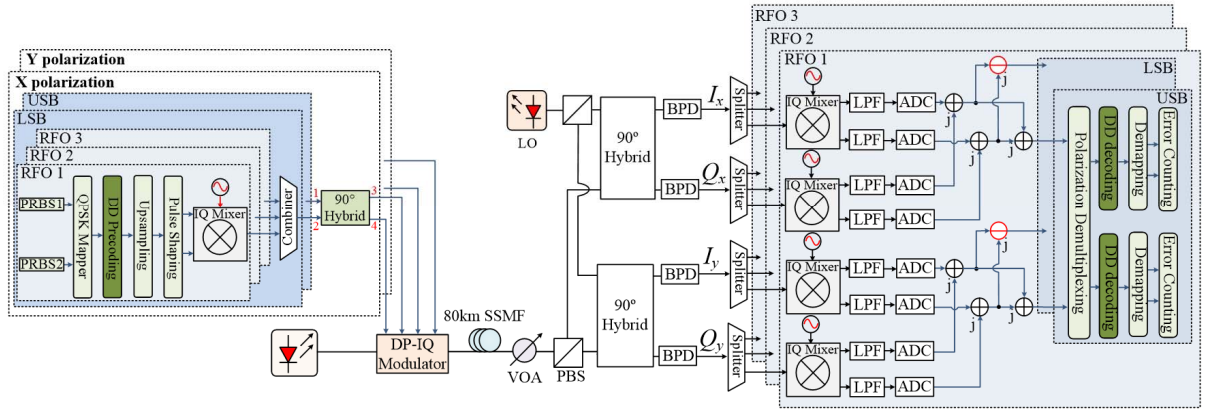 Y polarization
X polarization
USB
LSB
RFO 3
RFO 2
RFO 1
PRBS1
PRBS2
QPSK Mapper
DD Precoding
Upsampling
Pulse Shaping
IQ Mixer
Combiner
1
2
90°
Hybrid
3
4
DP-IQ
Modulator
80km SSMF
VOA
PBS
LO
90°
Hybrid
90°
Hybrid
BPD
BPD
BPD
BPD
Ix
Qx
Iy
Qy
Splitter
Splitter
Splitter
Splitter
RFO 3
RFO 2
RFO 1
IQ Mixer
LPF
ADC
LPF
ADC
IQ Mixer
LPF
ADC
LPF
ADC
IQ Mixer
LPF
ADC
LPF
ADC
IQ Mixer
LPF
ADC
LPF
ADC
j
j
j
j
j
j
j
j
LSB
USB
Polarization Demultiplexing
DD decoding
Demapping
Error Counting
DD decoding
Demapping
Error Counting